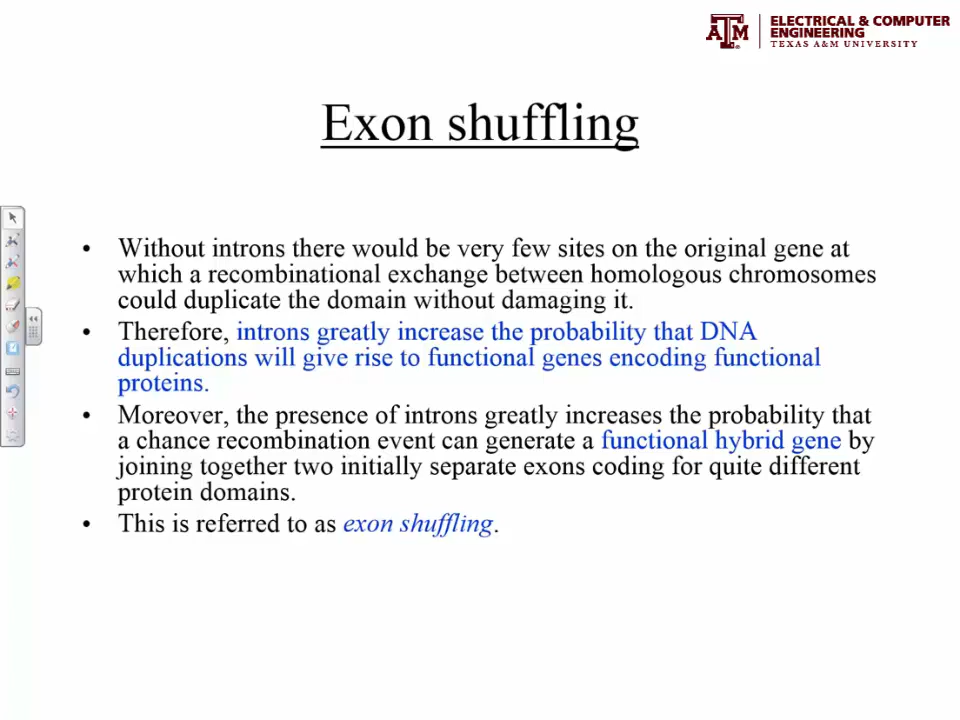 ELECTRICAL & COMPUTER
ENGINEERING
TEXAS A&M UNIVERSITY
Exon shuffling
• Without introns there would be very few sites on the original gene at
which a recombinational exchange between homologous chromosomes
could duplicate the domain without damaging it.
• Therefore, introns greatly increase the probability that DNA
duplications will give rise to functional genes encoding functional
proteins.
• Moreover, the presence of introns greatly increases the probability that
a chance recombination event can generate a functional hybrid gene by
joining together two initially separate exons coding for quite different
protein domains.
• This is referred to as exon shuffling.